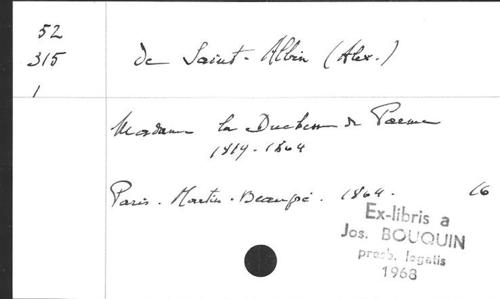 52
315
1
de Saint-Albin (Alex.)
Madame la Duchesse de Parme
1819-1864
Paris. Martin-Beaupré. 1864. 16
Ex-libris a
Jos. BOUQUIN
presb. legatis
1968